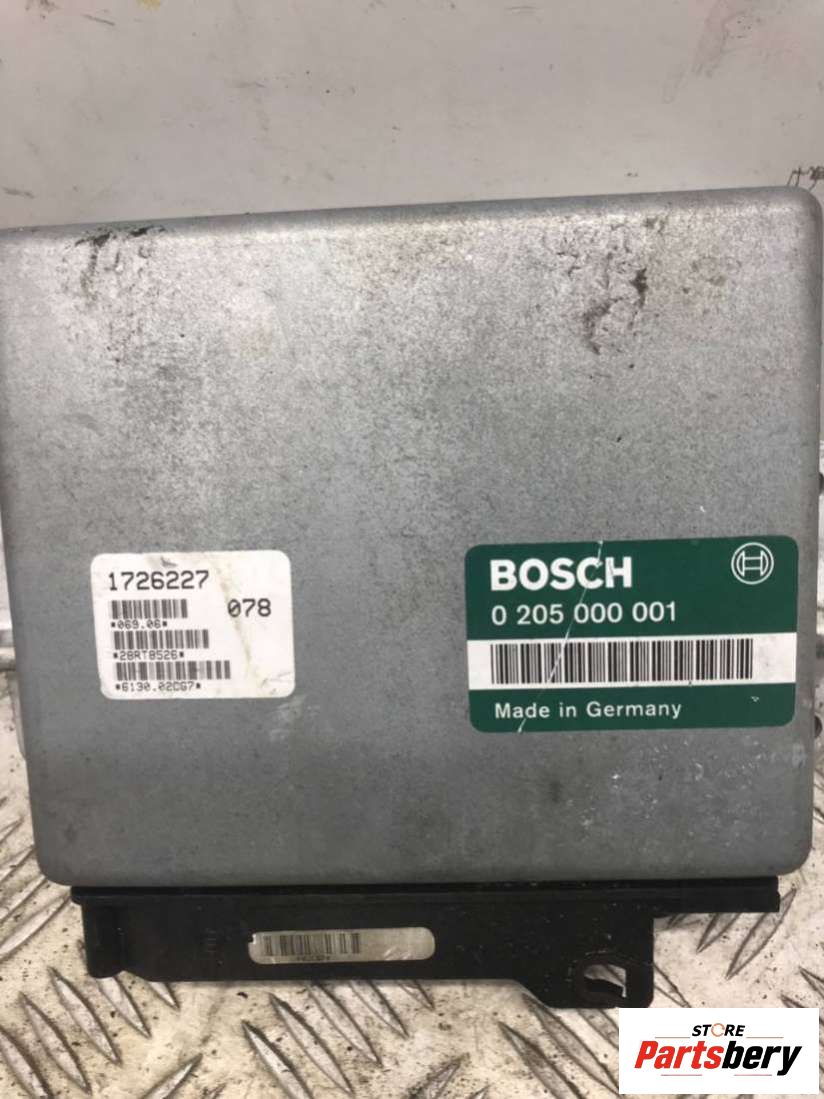 1726227
078
*069.06*
*28RT8526*
*6130.02CG7*
BOSCH
0 205 000 001
Made in Germany
STORE
Partsbery